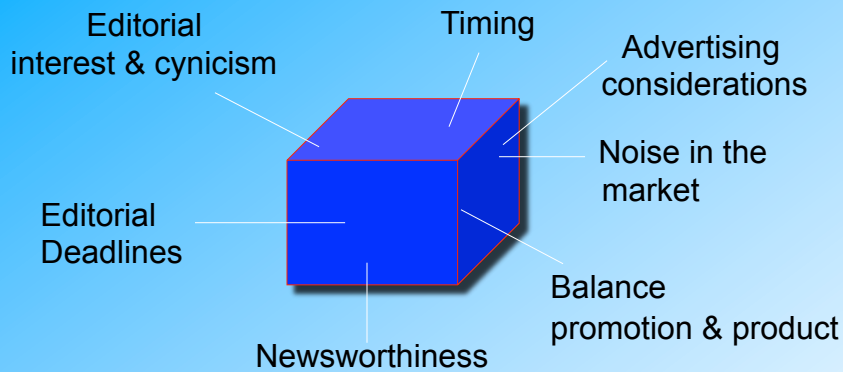 Editorial
interest & cynicism
Timing
Advertising
considerations
Noise in the
market
Editorial
Deadlines
Balance
promotion & product
Newsworthiness